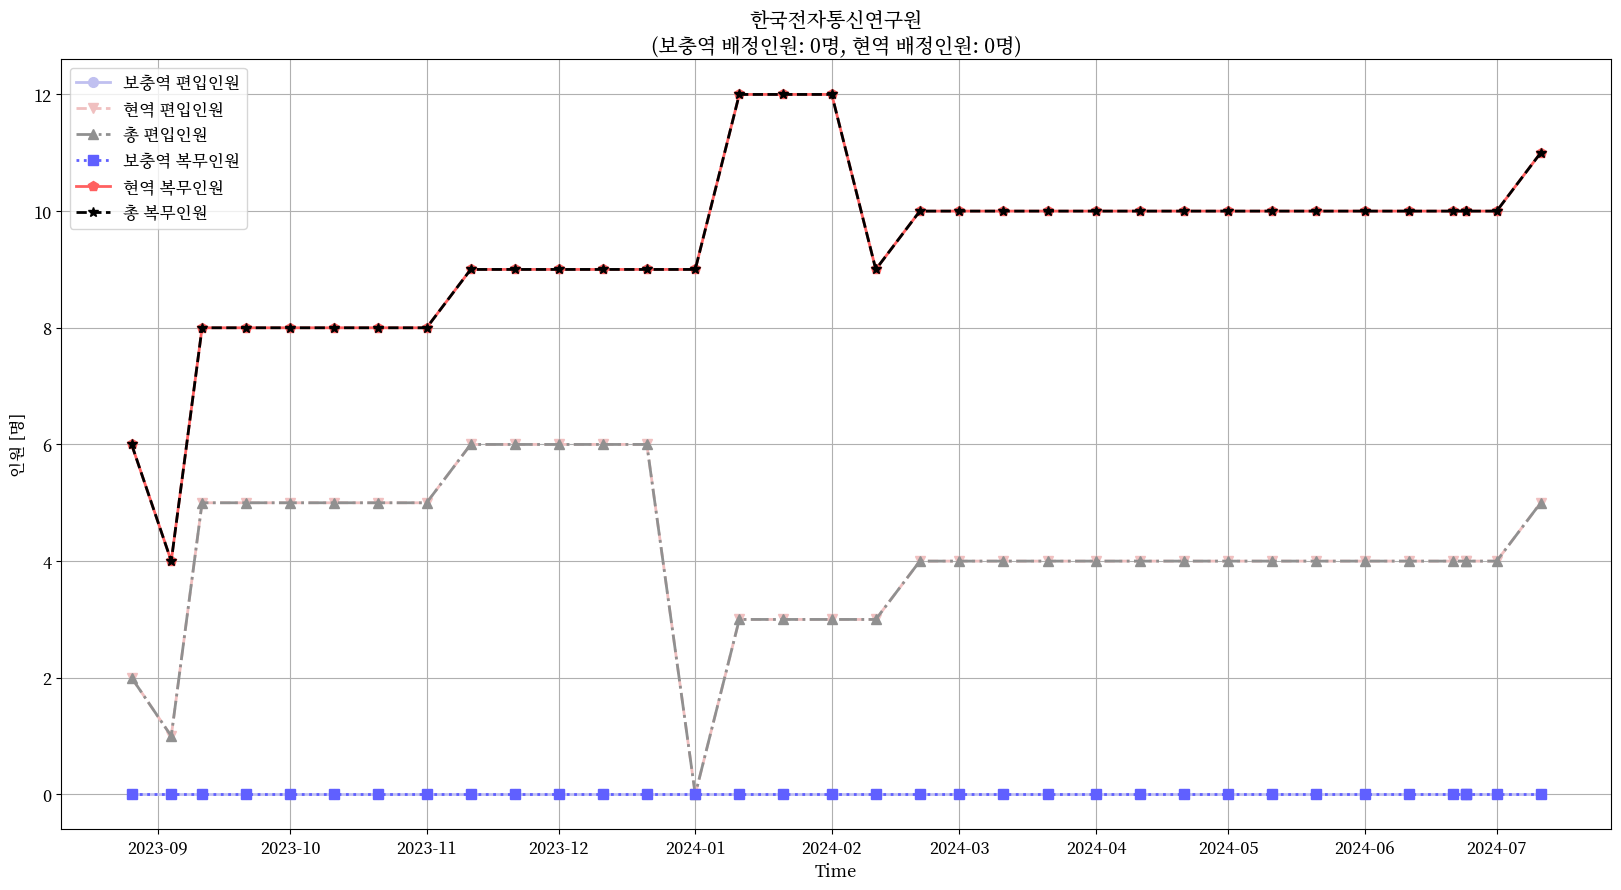 한국전자통신연구원
(보충역 배정인원: 0명, 현역 배정인원: 0명)
보충역 편입인원
현역 편입인원
총 편입인원
보충역 복무인원
현역 복무인원
총 복무인원
인원 [명]
12
10
8
6
4
2
0
2023-09 2023-10 2023-11 2023-12 2024-01 2024-02 2024-03 2024-04 2024-05 2024-06 2024-07
Time